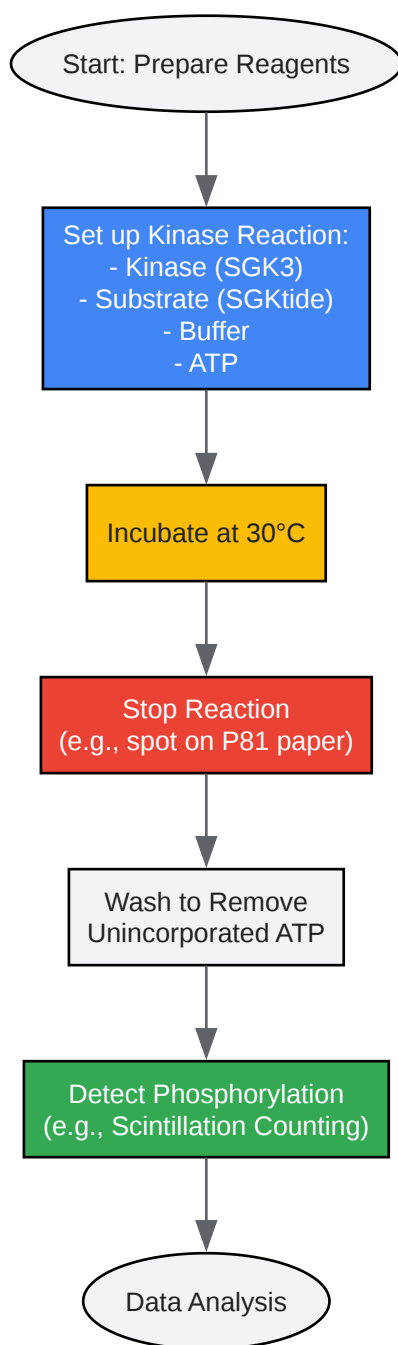 Start: Prepare Reagents
Set up Kinase Reaction:
- Kinase (SGK3)
- Substrate (SGKtide)
- Buffer
- ATP
Incubate at 30°C
Stop Reaction
(e.g., spot on P81 paper)
Wash to Remove
Unincorporated ATP
Detect Phosphorylation
(e.g., Scintillation Counting)
Data Analysis